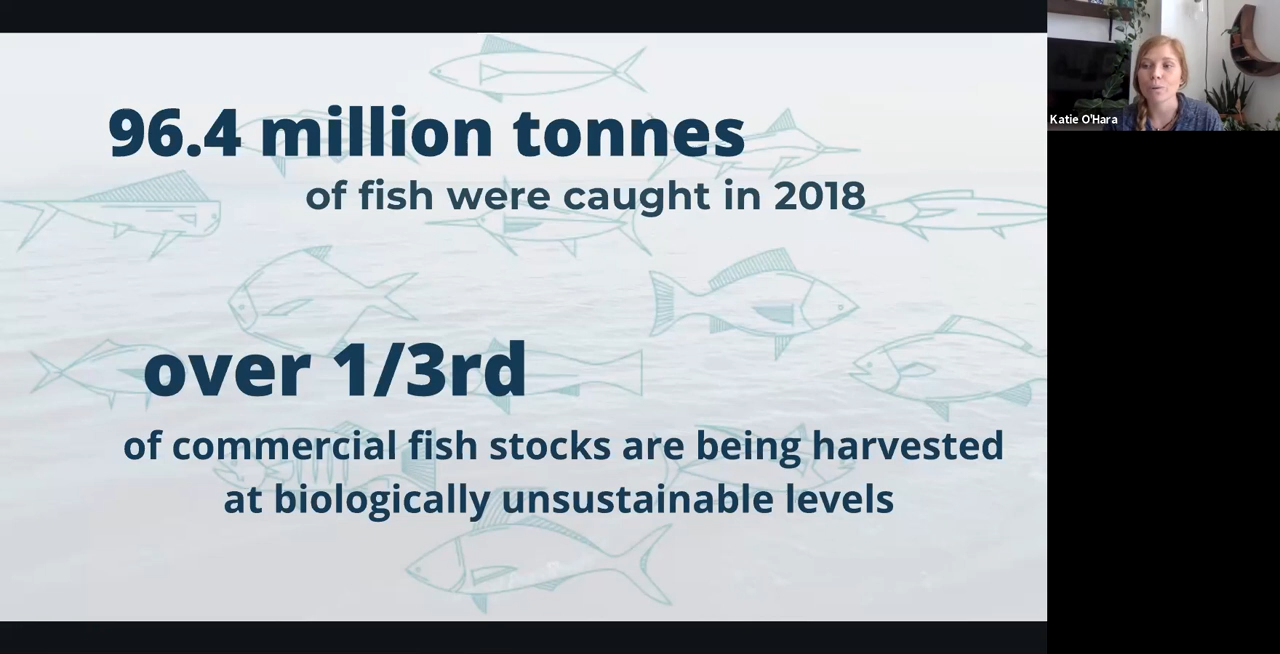 96.4 million tonnes
of fish were caught in 2018
over 1/3rd
of commercial fish stocks are being harvested
at biologically unsustainable levels
Katie O'Hara